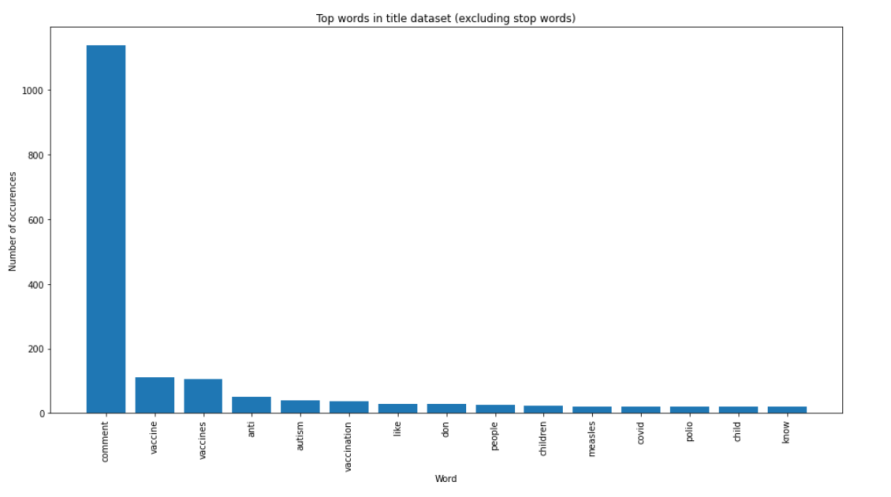 Top words in title dataset (excluding stop words)
1000
800
600
400
200
0
Number of occurences
comment
vaccine
vaccines
anti
autism
vaccination
like
don
people
children
measles
covid
polio
child
know
Word